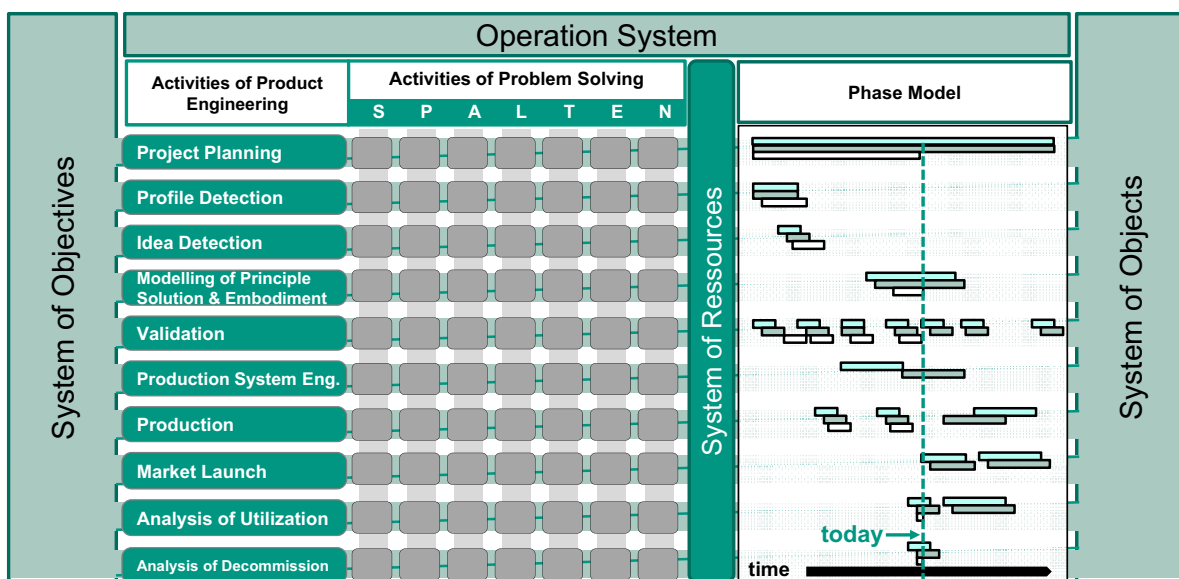 Operation System
System of Objectives
Activities of Product
Engineering
Activities of Problem Solving
S P A L T E N
System of Ressources
Phase Model
System of Objects
Project Planning
Profile Detection
Idea Detection
Modelling of Principle
Solution & Embodiment
Validation
Production System Eng.
Production
Market Launch
Analysis of Utilization
Analysis of Decommission
today
time